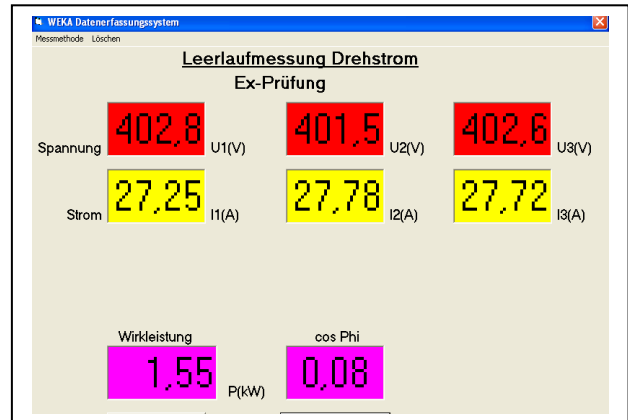 WEKA Datenerfassungssystem
Messmethode Löschen
Leerlaufmessung Drehstrom
Ex-Prüfung
Spannung 402,8 U1(V) 401,5 U2(V) 402,6 U3(V)
Strom 27,25 I1(A) 27,78 I2(A) 27,72 I3(A)
Wirkleistung cos Phi
1,55 P(kW) 0,08